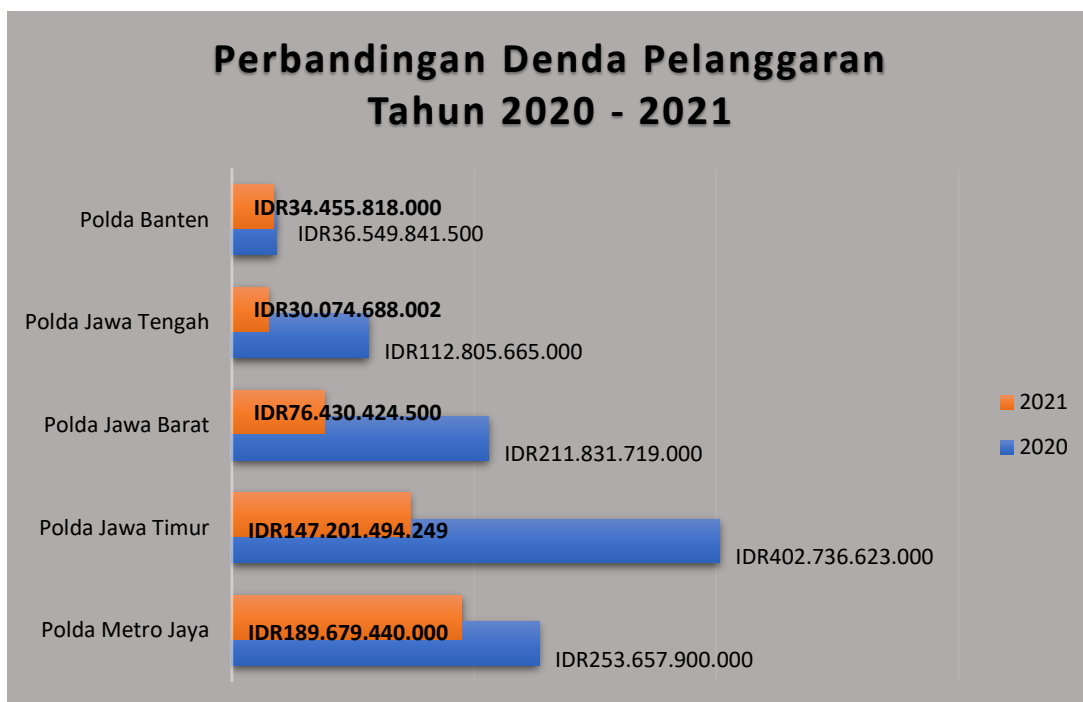 Perbandingan Denda Pelanggaran
Tahun 2020 - 2021
Polda Banten
IDR34.455.818.000
IDR36.549.841.500
Polda Jawa Tengah
IDR30.074.688.002
IDR112.805.665.000
Polda Jawa Barat
IDR76.430.424.500
IDR211.831.719.000
Polda Jawa Timur
IDR147.201.494.249
IDR402.736.623.000
Polda Metro Jaya
IDR189.679.440.000
IDR253.657.900.000
2021
2020